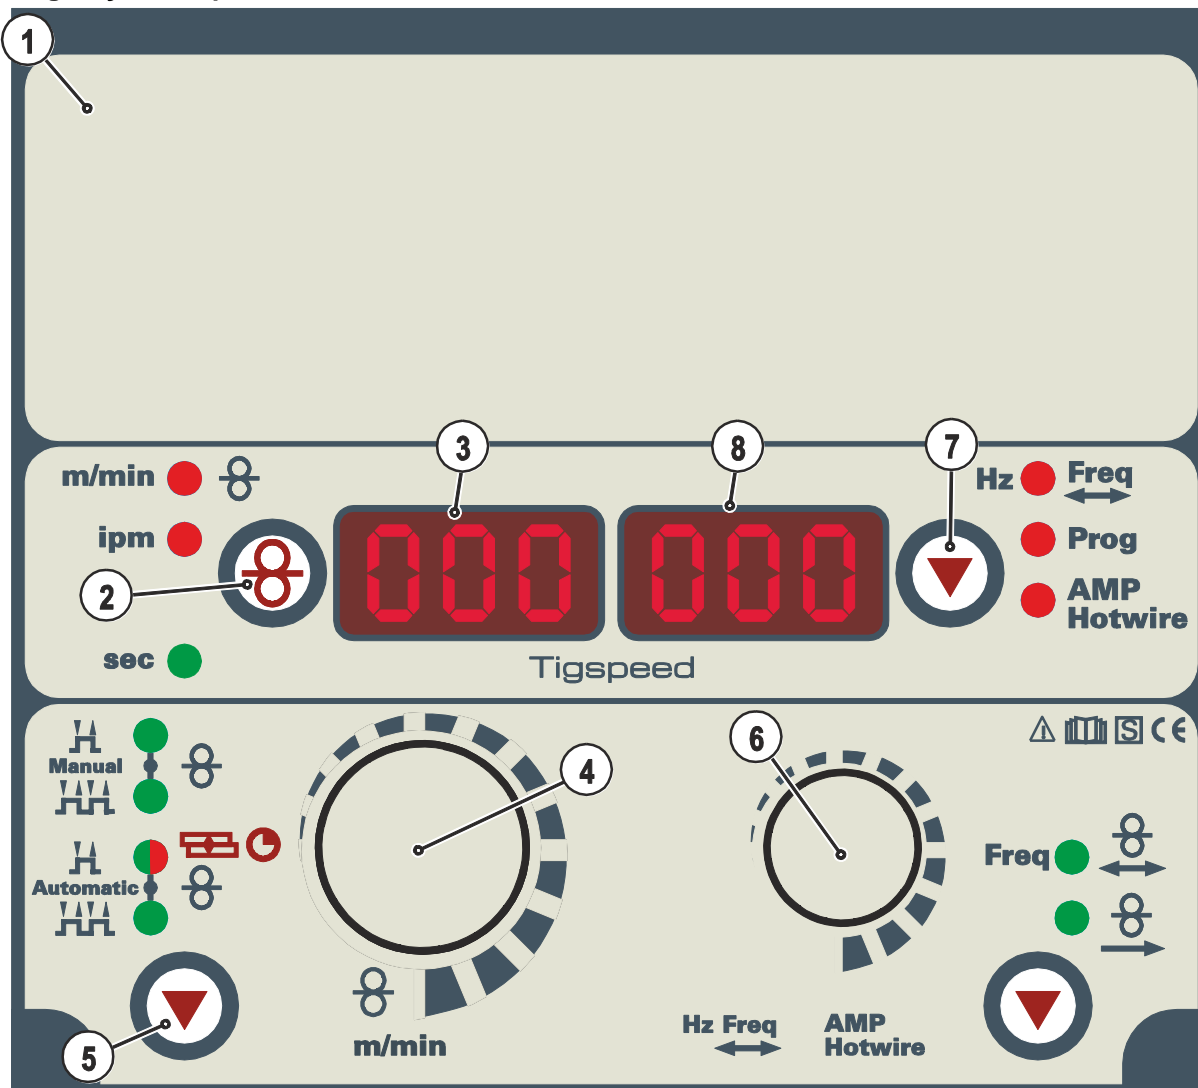 1
3
8
7
m/min
Hz
Freq
ipm
000
000
Prog
2
AMP
Hotwire
sec
Tigspeed
6
4
S CE
Manual
Automatic
Freq
5
m/min
Hz Freq
AMP
Hotwire